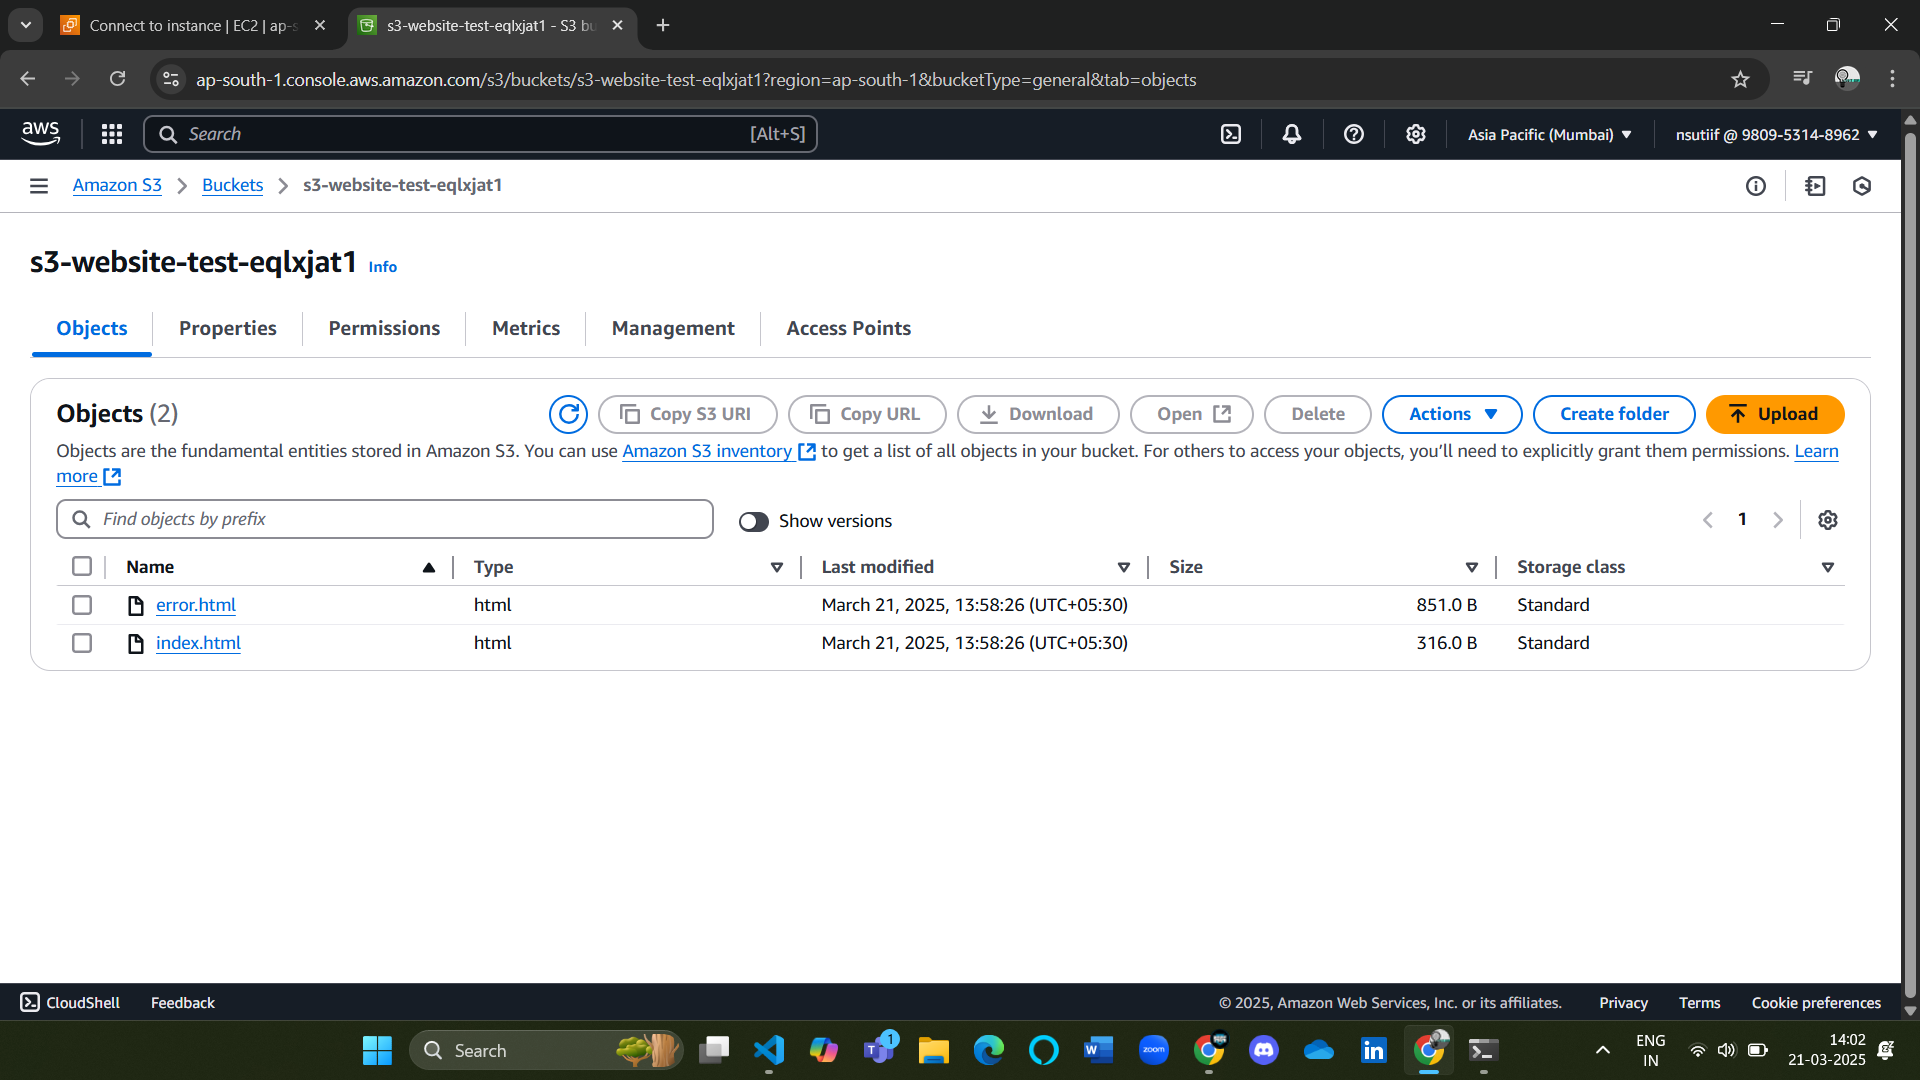 Connect to instance | EC2 | ap-s
s3-website-test-eqlxjat1 - S3 bu
ap-south-1.console.aws.amazon.com/s3/buckets/s3-website-test-eqlxjat1?region=ap-south-1&bucketType=general&tab=objects
aws
Search
[Alt+S]
Asia Pacific (Mumbai)
nsutiif @ 9809-5314-8962
Amazon S3
Buckets
s3-website-test-eqlxjat1
s3-website-test-eqlxjat1 Info
Objects
Properties
Permissions
Metrics
Management
Access Points
Objects (2)
Copy S3 URI
Copy URL
Download
Open
Delete
Actions
Create folder
Upload
Objects are the fundamental entities stored in Amazon S3. You can use Amazon S3 inventory to get a list of all objects in your bucket. For others to access your objects, you’ll need to explicitly grant them permissions. Learn
more
Find objects by prefix
Show versions
1
Name Type Last modified Size Storage class
error.html html March 21, 2025, 13:58:26 (UTC+05:30) 851.0 B Standard
index.html html March 21, 2025, 13:58:26 (UTC+05:30) 316.0 B Standard
CloudShell
Feedback
© 2025, Amazon Web Services, Inc. or its affiliates.
Privacy
Terms
Cookie preferences
Search
1
zoom
ENG
IN
14:02
21-03-2025